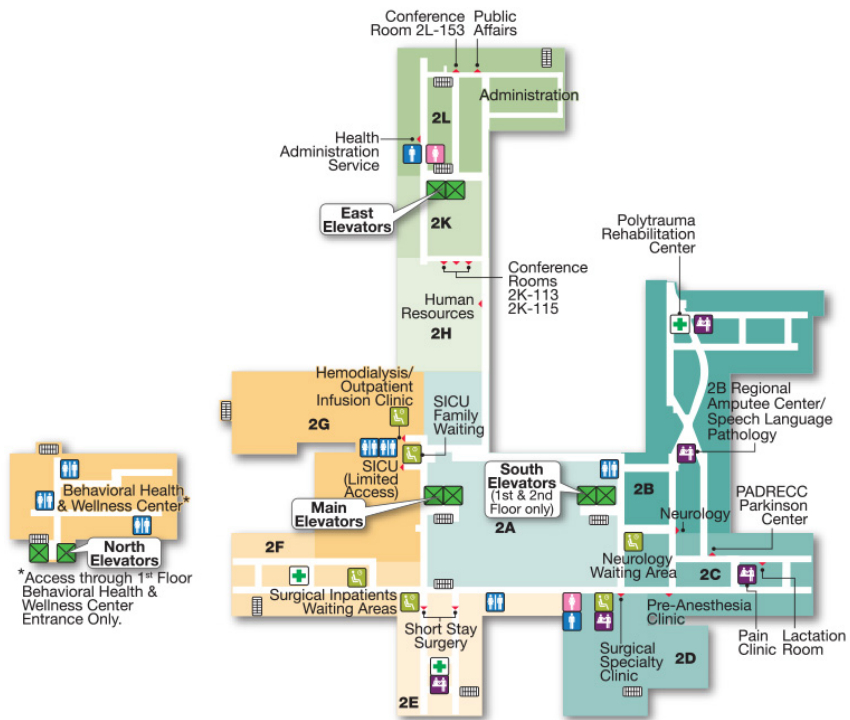 Conference
Room 2L-153
Public
Affairs
Administration
2L
Health
Administration
Service
East
Elevators
2K
Polytrauma
Rehabilitation
Center
Conference
Rooms
2K-113
2K-115
Human
Resources
2H
Hemodialysis/
Outpatient
Infusion Clinic
2G
SICU
Family
Waiting
2B Regional
Amputee Center/
Speech Language
Pathology
SICU
(Limited
Access)
South
Elevators
(1st & 2nd
Floor only)
2B
Main
Elevators
2A
PADRECC
Parkinson
Center
Neurology
Behavioral Health
& Wellness Center*
North
Elevators
*Access through 1st Floor
Behavioral Health &
Wellness Center
Entrance Only.
2F
Neurology
Waiting Area
2C
Surgical Inpatients
Waiting Areas
Short Stay
Surgery
Pre-Anesthesia
Clinic
Surgical
Specialty
Clinic
2D
Pain
Clinic
Lactation
Room
2E